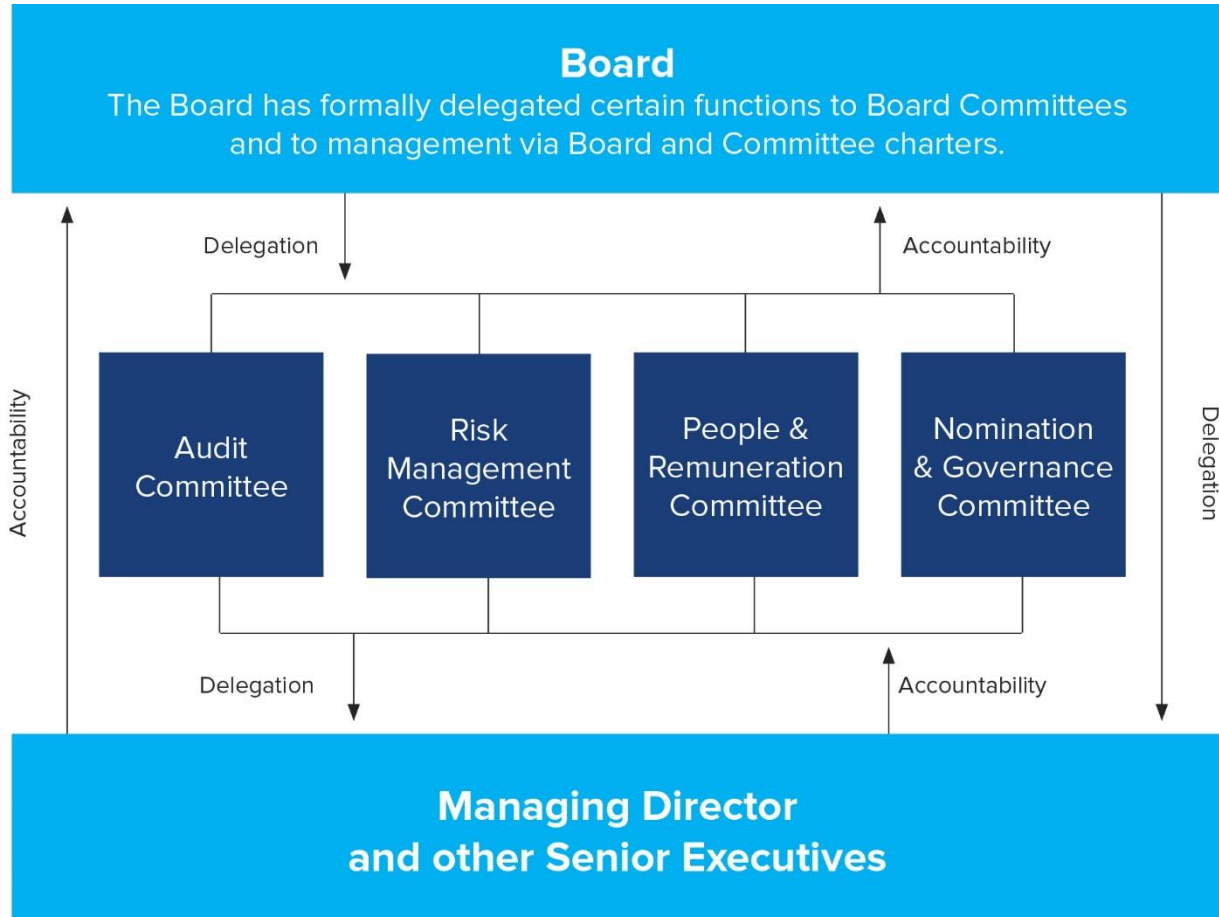 Board
The Board has formally delegated certain functions to Board Committees
and to management via Board and Committee charters.
Delegation
Accountability
Accountability
Audit
Committee
Risk
Management
Committee
People &
Remuneration
Committee
Nomination
& Governance
Committee
Delegation
Delegation
Accountability
Managing Director
and other Senior Executives